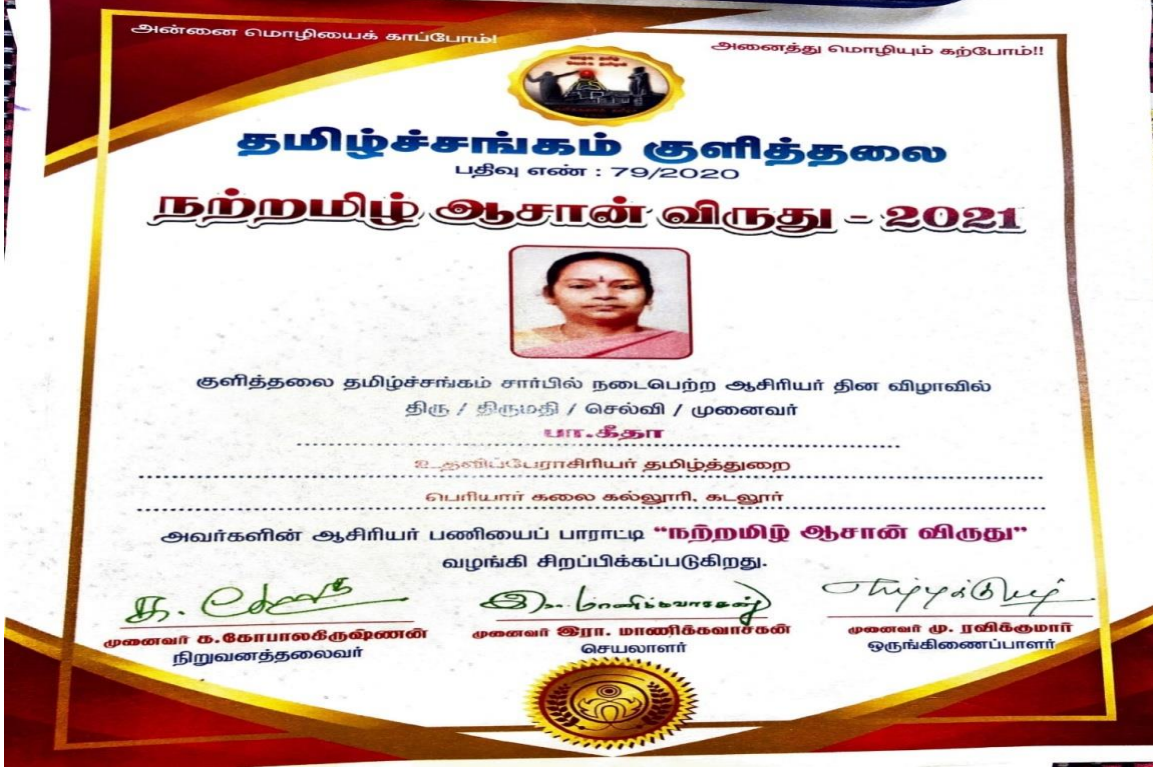 அன்னை மொழியைக் காப்போம்!
அனைத்து மொழியும் கற்போம்!!
தமிழ்ச்சங்கம் குளித்தலை
பதிவு எண் : 79/2020
நற்றமிழ் ஆசான் விருது - 2021
குளித்தலை தமிழ்ச்சங்கம் சார்பில் நடைபெற்ற ஆசிரியர் தின விழாவில்
திரு / திருமதி / செல்வி / முனைவர்
பா.கீதா
உதவிப்பேராசிரியர் தமிழ்த்துறை
பெரியார் கலை கல்லூரி, கடலூர்
அவர்களின் ஆசிரியர் பணியைப் பாராட்டி “நற்றமிழ் ஆசான் விருது”
வழங்கி சிறப்பிக்கப்படுகிறது.
இரா. மாணிக்கவாசகன்
முனைவர் க.கோபாலகிருஷ்ணன் முனைவர் இரா. மாணிக்கவாசகன் முனைவர் மு. ரவிக்குமார்
நிறுவனத்தலைவர் செயலாளர் ஒருங்கிணைப்பாளர்